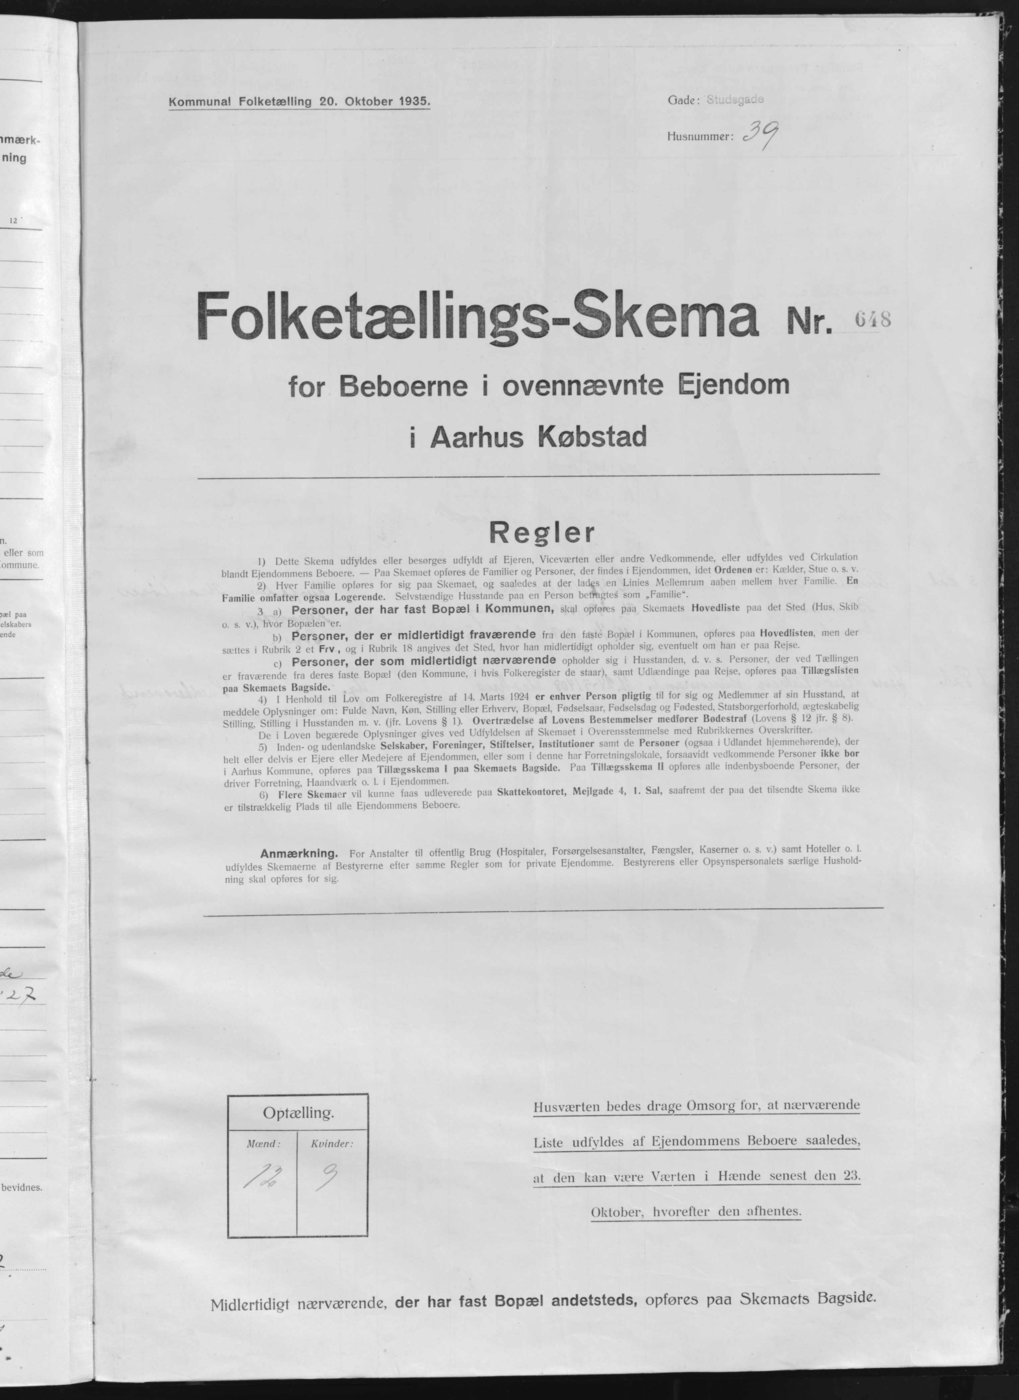 nmærk-
ning
12
n.
eller som
ommune.
pæl paa
elskabers
ende
de
27
bevidnes.
Kommunal Folketælling 20. Oktober 1935.
Gade: Studsgade
Husnummer: 39
Folketællings-Skema Nr. 648
for Beboerne i ovennævnte Ejendom
i Aarhus Købstad
Regler
1) Dette Skema udfyldes eller besørges udfyldt af Ejeren, Viceværten eller andre Vedkommende, eller udfyldes ved Cirkulation
blandt Ejendommens Beboere. — Paa Skemaet opføres de Familier og Personer, der findes i Ejendommen, idet Ordenen er: Kælder, Stue o. s. v.
2) Hver Familie opføres for sig paa Skemaet, og saaledes at der lades en Linies Mellemrum aaben mellem hver Familie. En
Familie omfatter ogsaa Logerende. Selvstændige Husstande paa en Person betragtes som „Familie“.
3 a) Personer, der har fast Bopæl i Kommunen, skal opføres paa Skemaets Hovedliste paa det Sted (Hus, Skib
o. s. v.), hvor Bopælen er.
b) Personer, der er midlertidigt fraværende fra den faste Bopæl i Kommunen, opføres paa Hovedlisten, men der
sættes i Rubrik 2 et Frv., og i Rubrik 18 angives det Sted, hvor han midlertidigt opholder sig, eventuelt om han er paa Rejse.
c) Personer, der som midlertidigt nærværende opholder sig i Husstanden, d. v. s. Personer, der ved Tællingen
er fraværende fra deres faste Bopæl (den Kommune, i hvis Folkeregister de staar), samt Udlændinge paa Rejse, opføres paa Tillægslisten
paa Skemaets Bagside.
4) I Henhold til Lov om Folkeregistre af 14. Marts 1924 er enhver Person pligtig til for sig og Medlemmer af sin Husstand, at
meddele Oplysninger om: Fulde Navn, Køn, Stilling eller Erhverv, Bopæl, Fødselsaar, Fødselsdag og Fødested, Statsborgerforhold, ægteskabelig
Stilling, Stilling i Husstanden m. v. (jfr. Lovens § 1). Overtrædelse af Lovens Bestemmelser medfører Bødestraf (Lovens § 12 jfr. § 8).
De i Loven begærede Oplysninger gives ved Udfyldelsen af Skemaet i Overensstemmelse med Rubrikkernes Overskrifter.
5) Inden- og udenlandske Selskaber, Foreninger, Stiftelser, Institutioner samt de Personer (ogsaa i Udlandet hjemmehørende), der
helt eller delvis er Ejere eller Medejere af Ejendommen, eller som i denne har Forretningslokale, forsaavidt vedkommende Personer ikke bor
i Aarhus Kommune, opføres paa Tillægsskema I paa Skemaets Bagside. Paa Tillægsskema II opføres alle indenbysboende Personer, der
driver Forretning, Haandværk o. l. i Ejendommen.
6) Flere Skemaer vil kunne faas udleverede paa Skattekontoret, Mejlgade 4, 1. Sal, saafremt der paa det tilsendte Skema ikke
er tilstrækkelig Plads til alle Ejendommens Beboere.
Anmærkning. For Anstalter til offentlig Brug (Hospitaler, Forsørgelsesanstalter, Fængsler, Kaserner o. s. v.) samt Hoteller o. l.
udfyldes Skemaerne af Bestyrerne efter samme Regler som for private Ejendomme. Bestyrerens eller Opsynspersonalets særlige Hushold-
ning skal opføres for sig.
Optælling.
Mænd: Kvinder:
12 9
Husværten bedes drage Omsorg for, at nærværende
Liste udfyldes af Ejendommens Beboere saaledes,
at den kan være Værten i Hænde senest den 23.
Oktober, hvorefter den afhentes.
Midlertidigt nærværende, der har fast Bopæl andetsteds, opføres paa Skemaets Bagside.